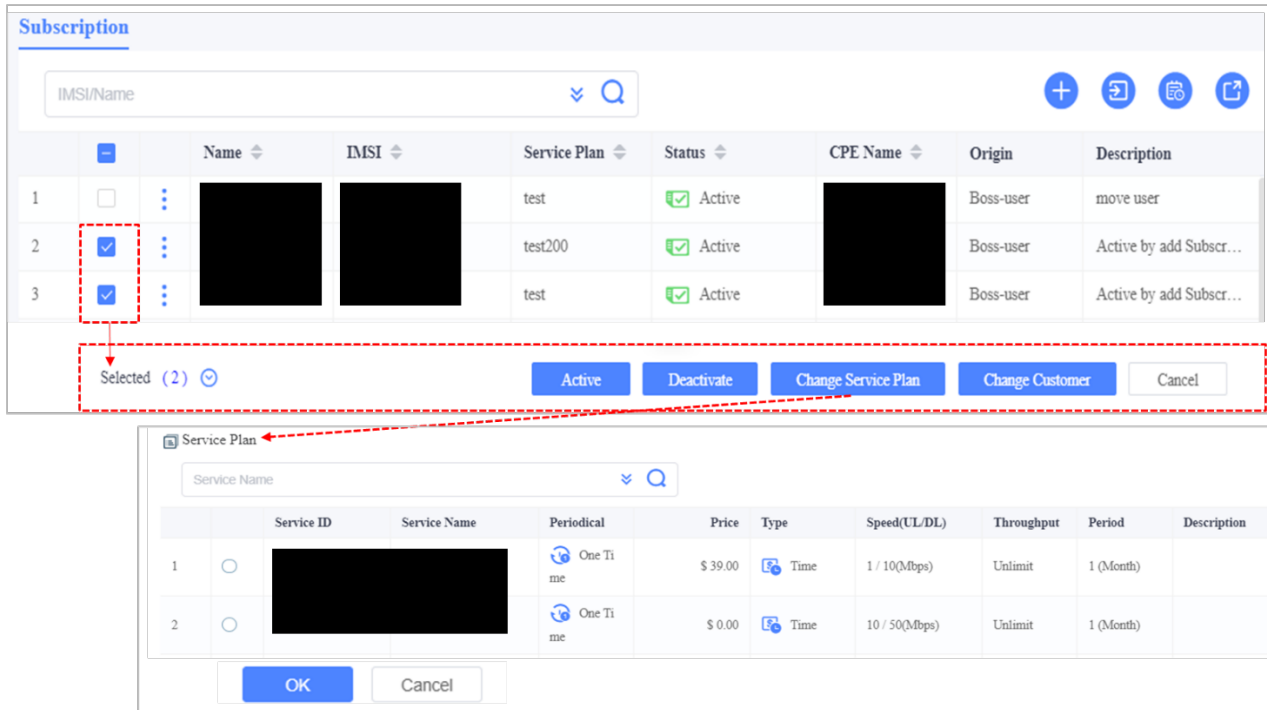 Subscription
IMSI/Name
Name IMSI Service Plan Status CPE Name Origin Description
1 test Active Boss-user move user
2 test200 Active Boss-user Active by add Subscr...
3 test Active Boss-user Active by add Subscr...
Selected (2) Active Deactivate Change Service Plan Change Customer Cancel
Service Plan
Service Name
Service ID Service Name Periodical Price Type Speed(UL/DL) Throughput Period Description
1 One Ti $ 39.00 Time 1 / 10(Mbps) Unlimit 1 (Month)
me
2 One Ti $ 0.00 Time 10 / 50(Mbps) Unlimit 1 (Month)
me
OK Cancel